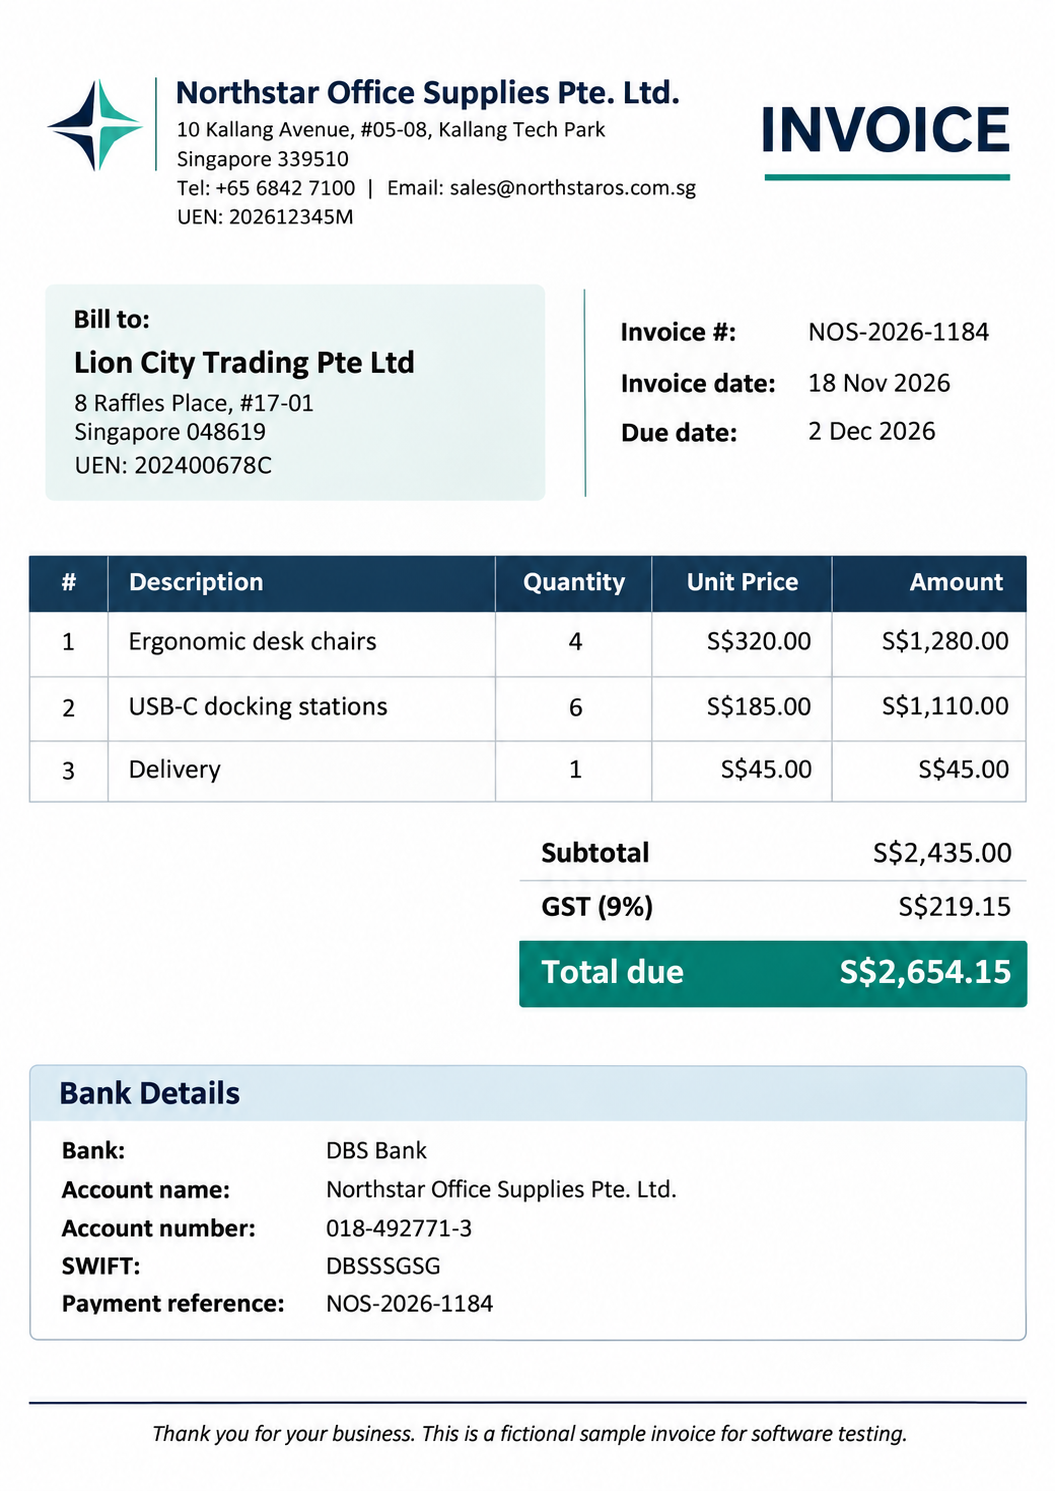 Northstar Office Supplies Pte. Ltd.
10 Kallang Avenue, #05-08, Kallang Tech Park
Singapore 339510
Tel: +65 6842 7100 | Email: sales@northstaros.com.sg
UEN: 202612345M
INVOICE
Bill to:
Lion City Trading Pte Ltd
8 Raffles Place, #17-01
Singapore 048619
UEN: 202400678C
Invoice #: NOS-2026-1184
Invoice date: 18 Nov 2026
Due date: 2 Dec 2026
# Description Quantity Unit Price Amount
1 Ergonomic desk chairs 4 S$320.00 S$1,280.00
2 USB-C docking stations 6 S$185.00 S$1,110.00
3 Delivery 1 S$45.00 S$45.00
Subtotal S$2,435.00
GST (9%) S$219.15
Total due S$2,654.15
Bank Details
Bank: DBS Bank
Account name: Northstar Office Supplies Pte. Ltd.
Account number: 018-492771-3
SWIFT: DBSSSGSG
Payment reference: NOS-2026-1184
Thank you for your business. This is a fictional sample invoice for software testing.